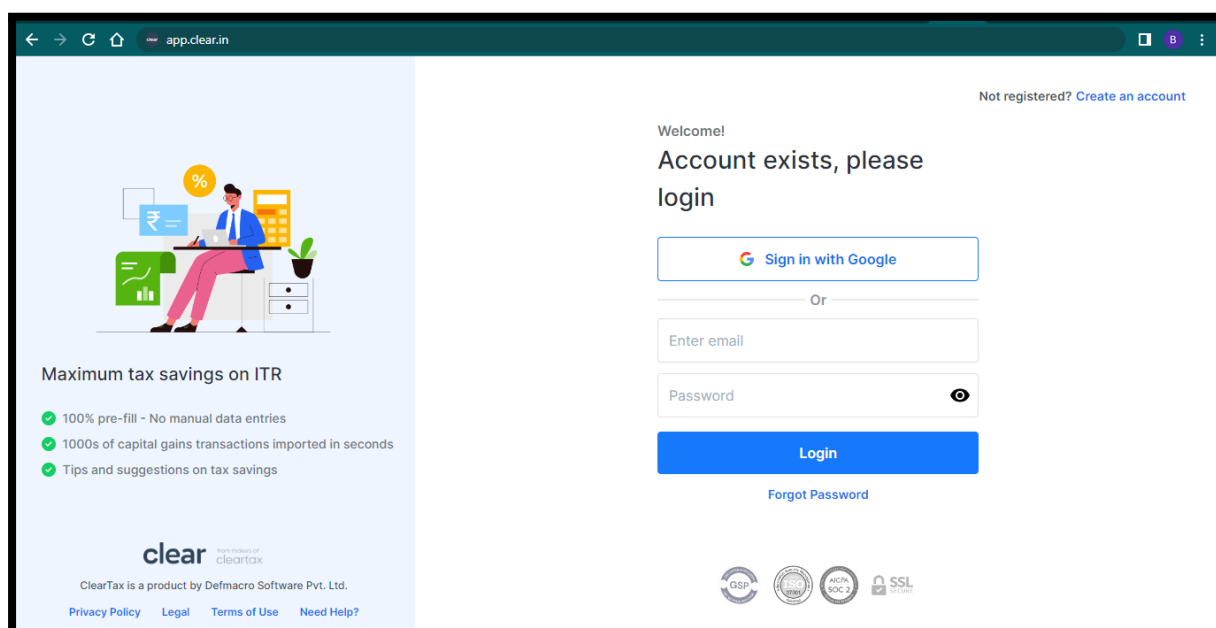 app.clear.in
B
Not registered? Create an account
Welcome!
Account exists, please
login
G Sign in with Google
Or
Enter email
Password
Login
Forgot Password
%
₹
Maximum tax savings on ITR
100% pre-fill - No manual data entries
1000s of capital gains transactions imported in seconds
Tips and suggestions on tax savings
clear from makers of
cleartax
ClearTax is a product by Defmacro Software Pvt. Ltd.
Privacy Policy Legal Terms of Use Need Help?
GSP
ISO
27001
AICPA
SOC 2
SSL
SECURE